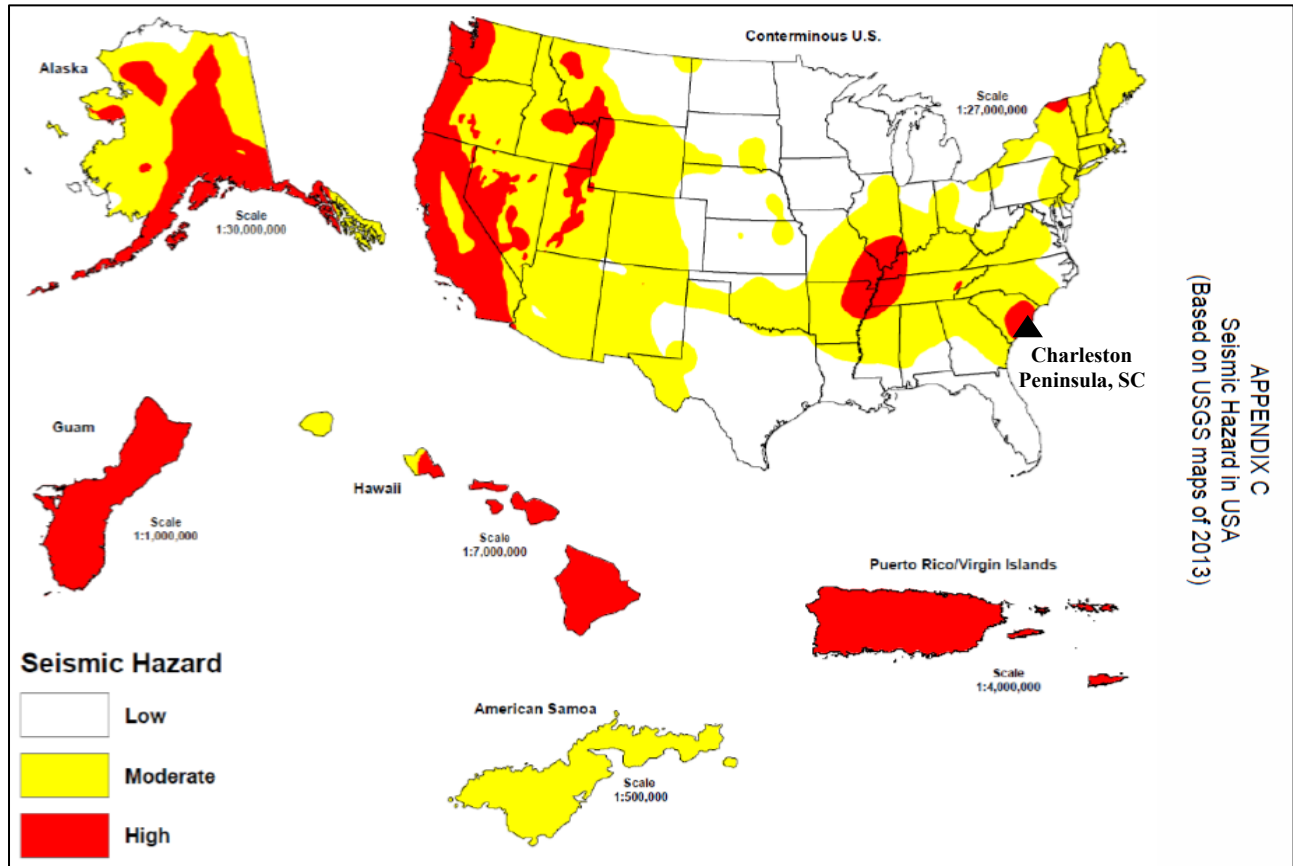 Alaska
Scale
1:30,000,000
Conterminous U.S.
Scale
1:27,000,000
Charleston
Peninsula, SC
APPENDIX C
Seismic Hazard in USA
(Based on USGS maps of 2013)
Guam
Scale
1:1,000,000
Hawaii
Scale
1:7,000,000
Puerto Rico/Virgin Islands
Scale
1:4,000,000
American Samoa
Scale
1:500,000
Seismic Hazard
Low
Moderate
High